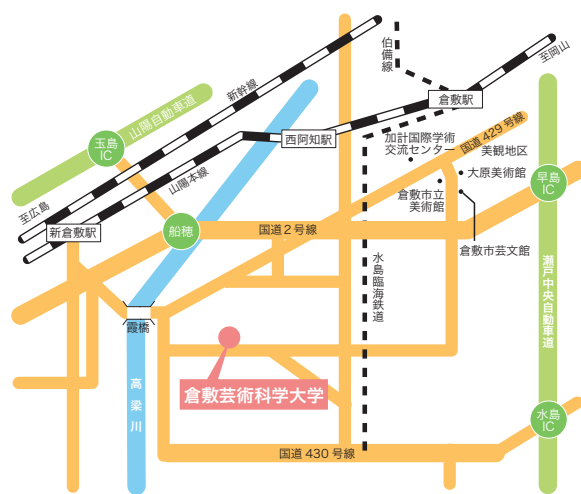 伯備線
至岡山
新幹線
山陽自動車道
倉敷駅
玉島
IC
西阿知駅
加計国際学術
交流センター
国道429号線
美観地区
大原美術館
山陽本線
倉敷市立
美術館
早島
IC
至広島
新倉敷駅
船穂
国道2号線
倉敷市芸文館
水島臨海鉄道
瀬戸中央自動車道
霞橋
高梁川
倉敷芸術科学大学
水島
IC
国道430号線